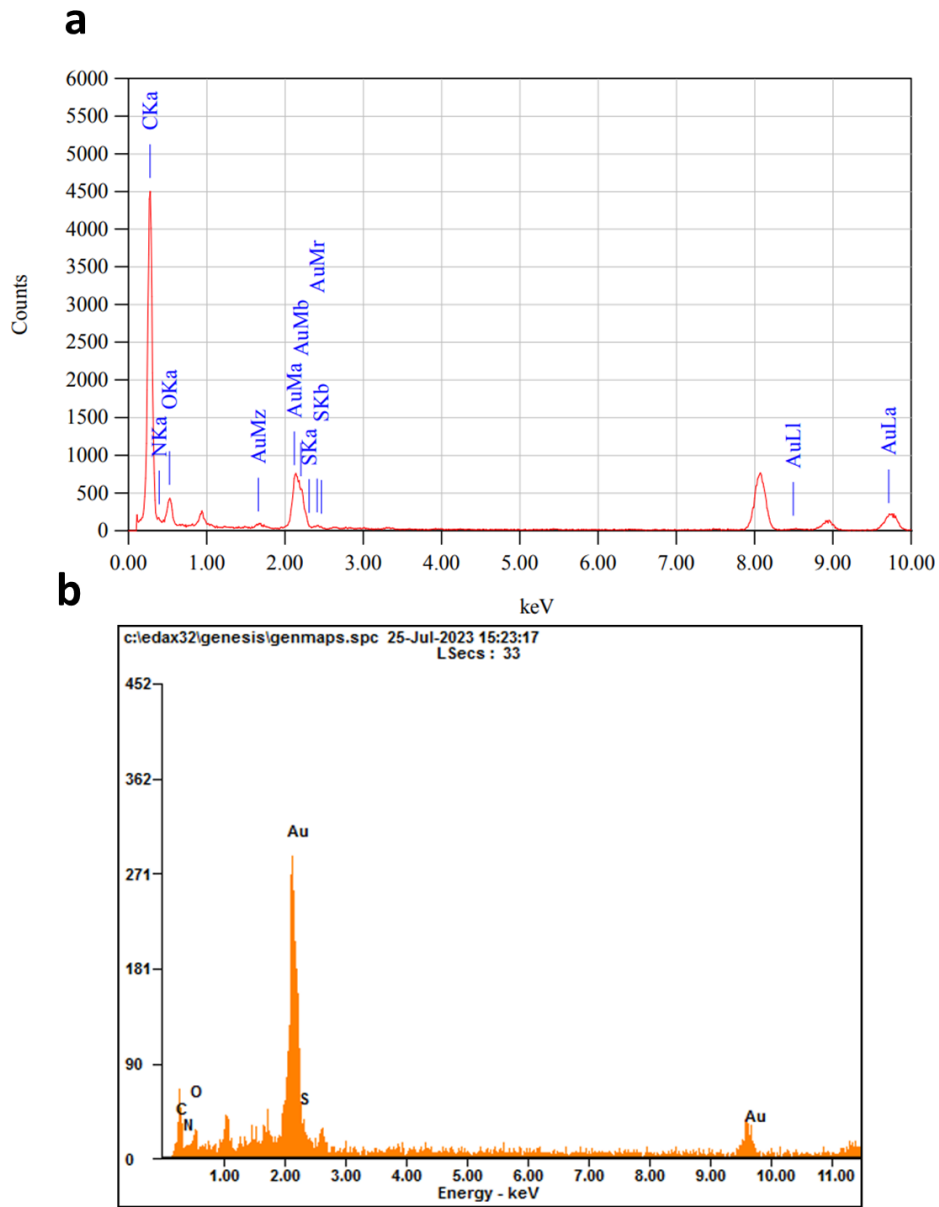 a
6000
5500
5000
4500
4000
3500
3000
2500
2000
1500
1000
500
0
Counts
CKa
NKa
OKa
AuMz
AuMa
AuMb
AuMr
SKa
SKb
AuLl
AuLa
0.00 1.00 2.00 3.00 4.00 5.00 6.00 7.00 8.00 9.00 10.00
keV
b
c:\edax32\genesis\genmaps.spc 25-Jul-2023 15:23:17
LSecs : 33
452
362
271
181
90
0
Au
O
C
N
S
Au
1.00 2.00 3.00 4.00 5.00 6.00 7.00 8.00 9.00 10.00 11.00
Energy - keV